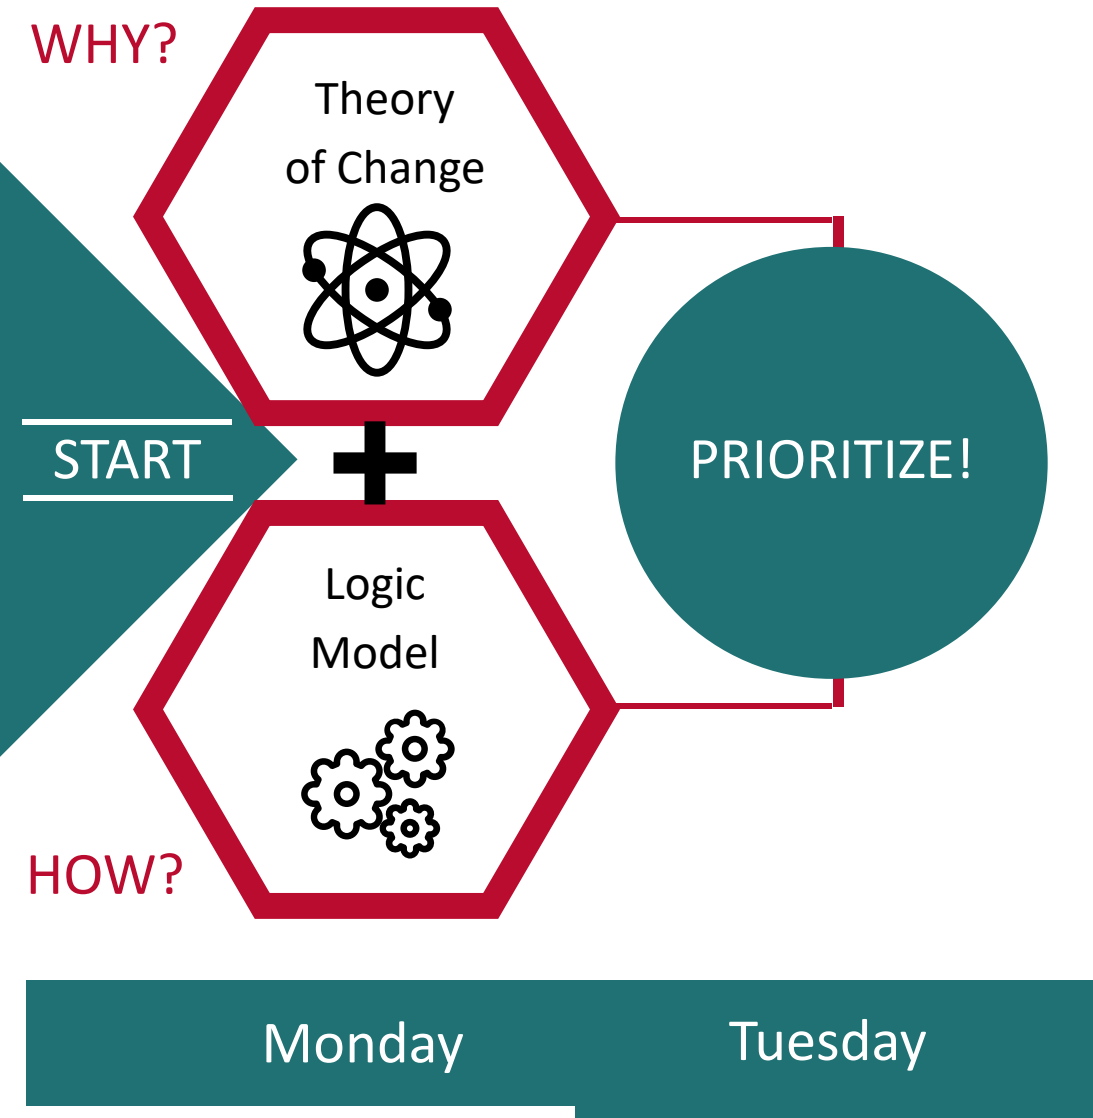 WHY?
Theory
of Change
START
PRIORITIZE!
Logic
Model
HOW?
Monday
Tuesday